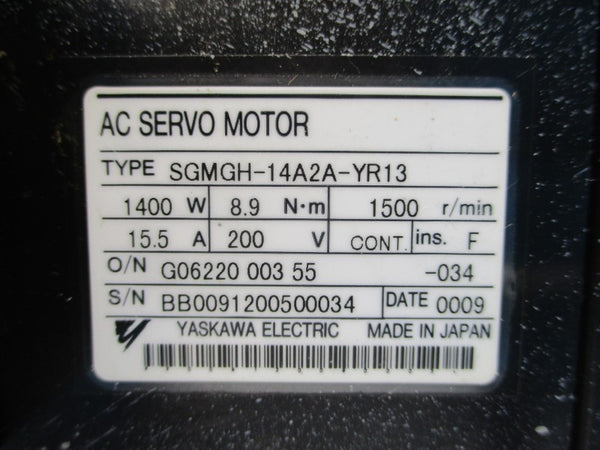 AC SERVO MOTOR
TYPE SGMGH-14A2A-YR13
1400 W 8.9 N·m 1500 r/min
15.5 A 200 V CONT. ins. F
O/N G06220 003 55 -034
S/N BB0091200500034 DATE 0009
YASKAWA ELECTRIC MADE IN JAPAN